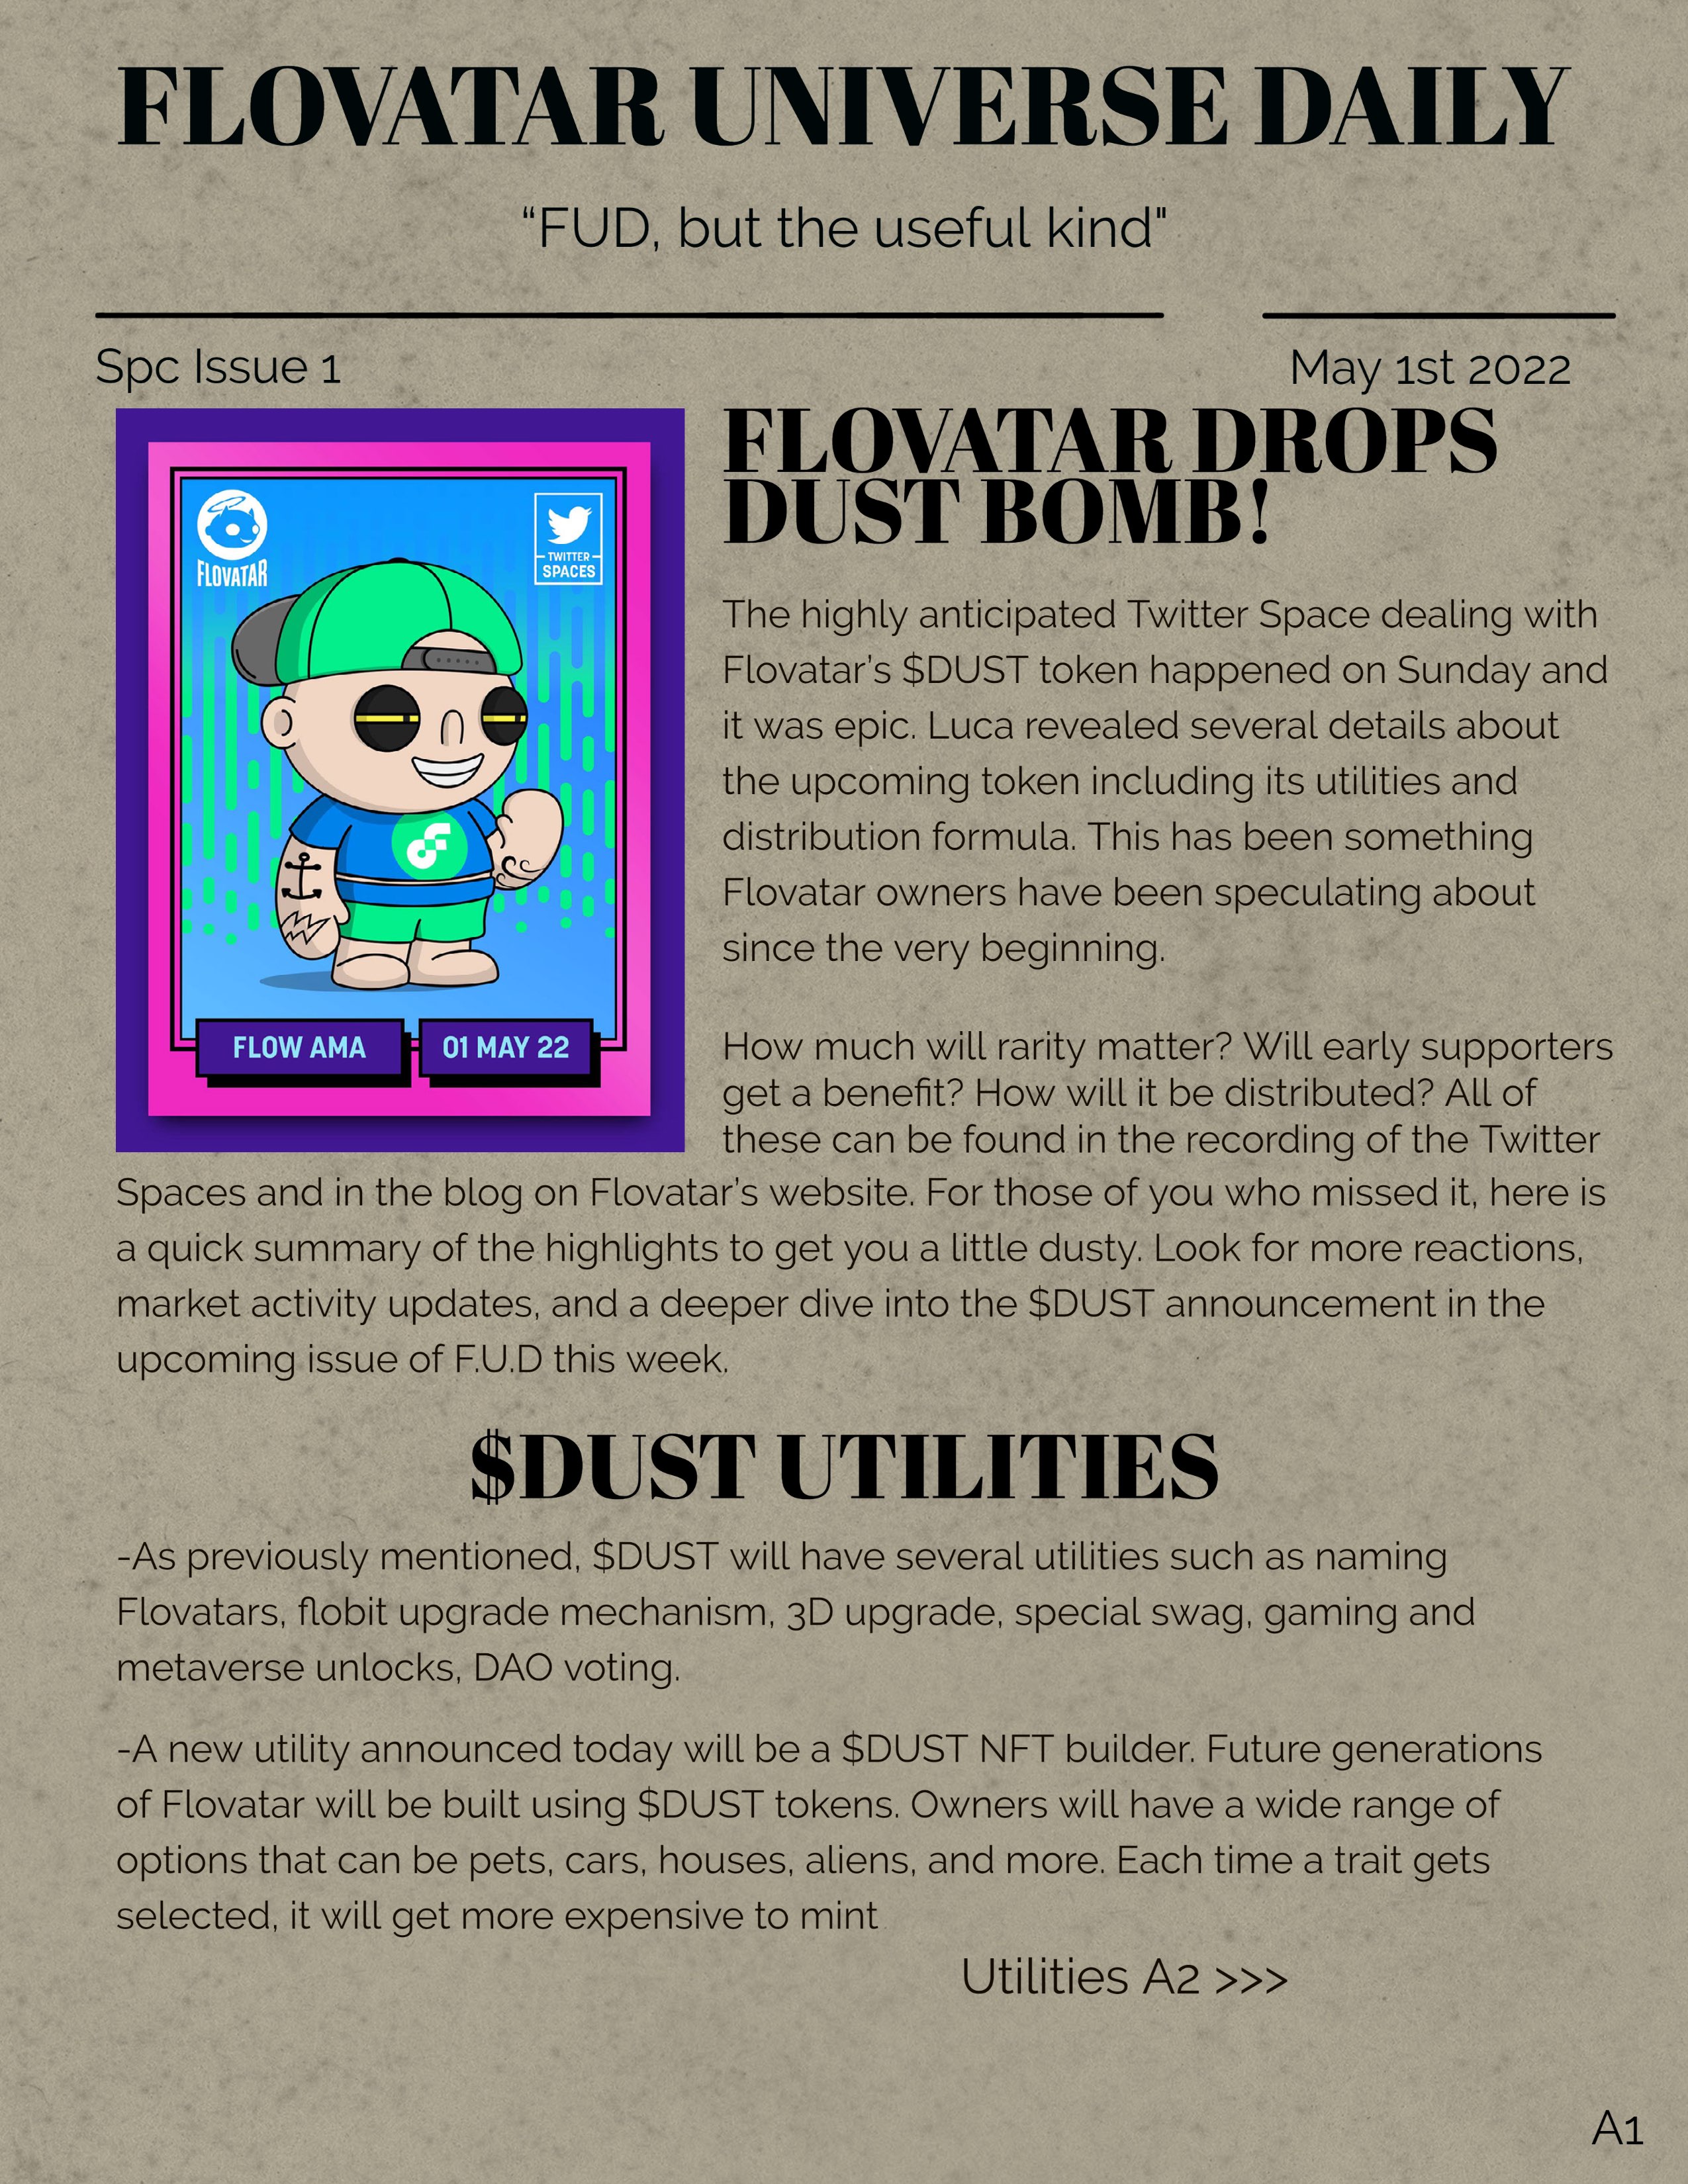 FLOVATAR UNIVERSE DAILY
“FUD, but the useful kind"
Spc Issue 1
May 1st 2022
FLOVATAR
TWITTER
SPACES
FLOW AMA
01 MAY 22
FLOVATAR DROPS
DUST BOMB!
The highly anticipated Twitter Space dealing with
Flovatar’s $DUST token happened on Sunday and
it was epic. Luca revealed several details about
the upcoming token including its utilities and
distribution formula. This has been something
Flovatar owners have been speculating about
since the very beginning.
How much will rarity matter? Will early supporters
get a benefit? How will it be distributed? All of
these can be found in the recording of the Twitter
Spaces and in the blog on Flovatar’s website. For those of you who missed it, here is
a quick summary of the highlights to get you a little dusty. Look for more reactions,
market activity updates, and a deeper dive into the $DUST announcement in the
upcoming issue of F.U.D this week.
$DUST UTILITIES
-As previously mentioned, $DUST will have several utilities such as naming
Flovatars, flobit upgrade mechanism, 3D upgrade, special swag, gaming and
metaverse unlocks, DAO voting.
-A new utility announced today will be a $DUST NFT builder. Future generations
of Flovatar will be built using $DUST tokens. Owners will have a wide range of
options that can be pets, cars, houses, aliens, and more. Each time a trait gets
selected, it will get more expensive to mint
Utilities A2 >>>
A1